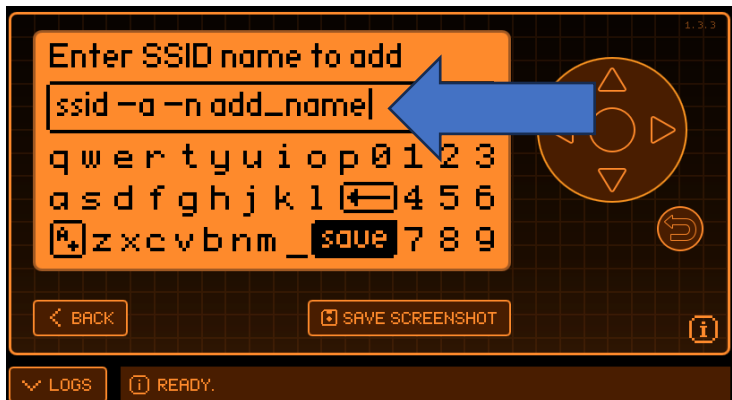 1.3.3
Enter SSID name to add
ssid -a -n add_name
q w e r t y u i o p 0 1 2 3
a s d f g h j k l 4 5 6
A+ z x c v b n m _ save 7 8 9
BACK
SAVE SCREENSHOT
i
LOGS
i READY.